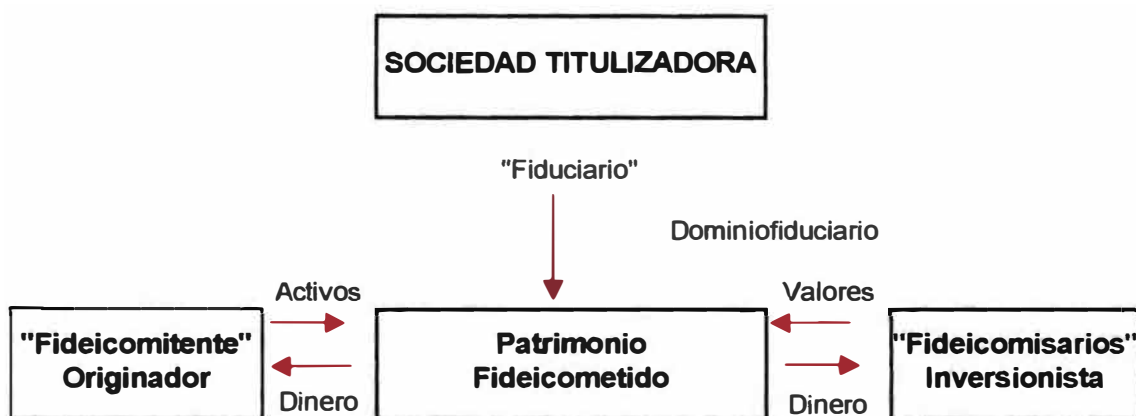 SOCIEDAD TITULIZADORA
"Fiduciario"
Dominiofiduciario
Activos
Valores
"Fideicomitente"
Originador
Patrimonio
Fideicometido
"Fideicomisarios"
Inversionista
Dinero
Dinero